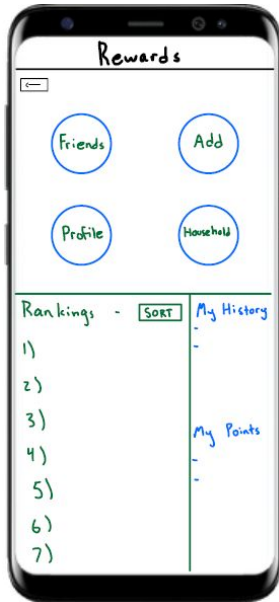 Rewards
←
Friends
Add
Profile
Household
Rankings - SORT
1)
2)
3)
4)
5)
6)
7)
My History
-
-
My Points
-
-